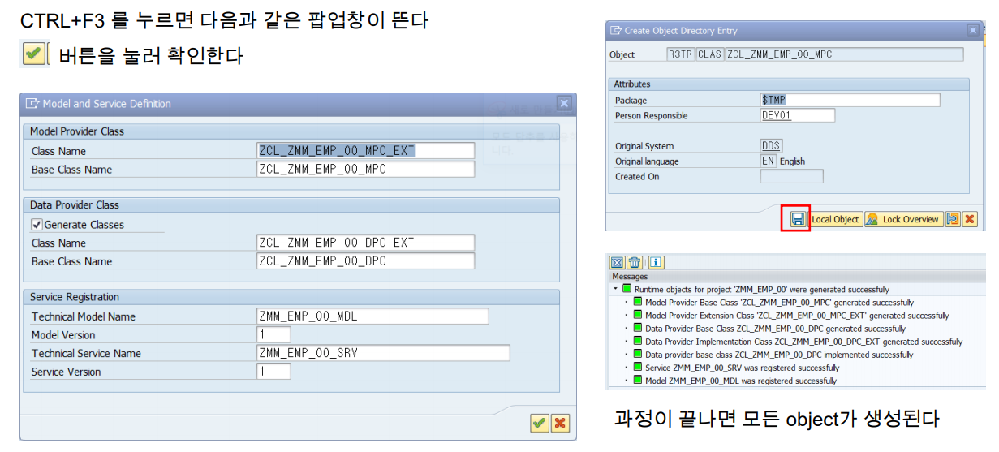 CTRL+F3 를 누르면 다음과 같은 팝업창이 뜬다
버튼을 눌러 확인한다
Model and Service Definition
Model Provider Class
Class Name ZCL_ZMM_EMP_00_MPC_EXT
Base Class Name ZCL_ZMM_EMP_00_MPC
Data Provider Class
Generate Classes
Class Name ZCL_ZMM_EMP_00_DPC_EXT
Base Class Name ZCL_ZMM_EMP_00_DPC
Service Registration
Technical Model Name ZMM_EMP_00_MDL
Model Version 1
Technical Service Name ZMM_EMP_00_SRV
Service Version 1
Create Object Directory Entry
Object R3TR CLAS ZCL_ZMM_EMP_00_MPC
Attributes
Package $TMP
Person Responsible DEV01
Original System DDS
Original language EN English
Created On
Local Object Lock Overview
Messages
Runtime objects for project 'ZMM_EMP_00' were generated successfully
Model Provider Base Class 'ZCL_ZMM_EMP_00_MPC' generated successfully
Model Provider Extension Class 'ZCL_ZMM_EMP_00_MPC_EXT' generated successfully
Data Provider Base Class ZCL_ZMM_EMP_00_DPC generated successfully
Data Provider Implementation Class ZCL_ZMM_EMP_00_DPC_EXT generated successfully
Data provider base class ZCL_ZMM_EMP_00_DPC implemented successfully
Service ZMM_EMP_00_SRV was registered successfully
Model ZMM_EMP_00_MDL was registered successfully
과정이 끝나면 모든 object가 생성된다